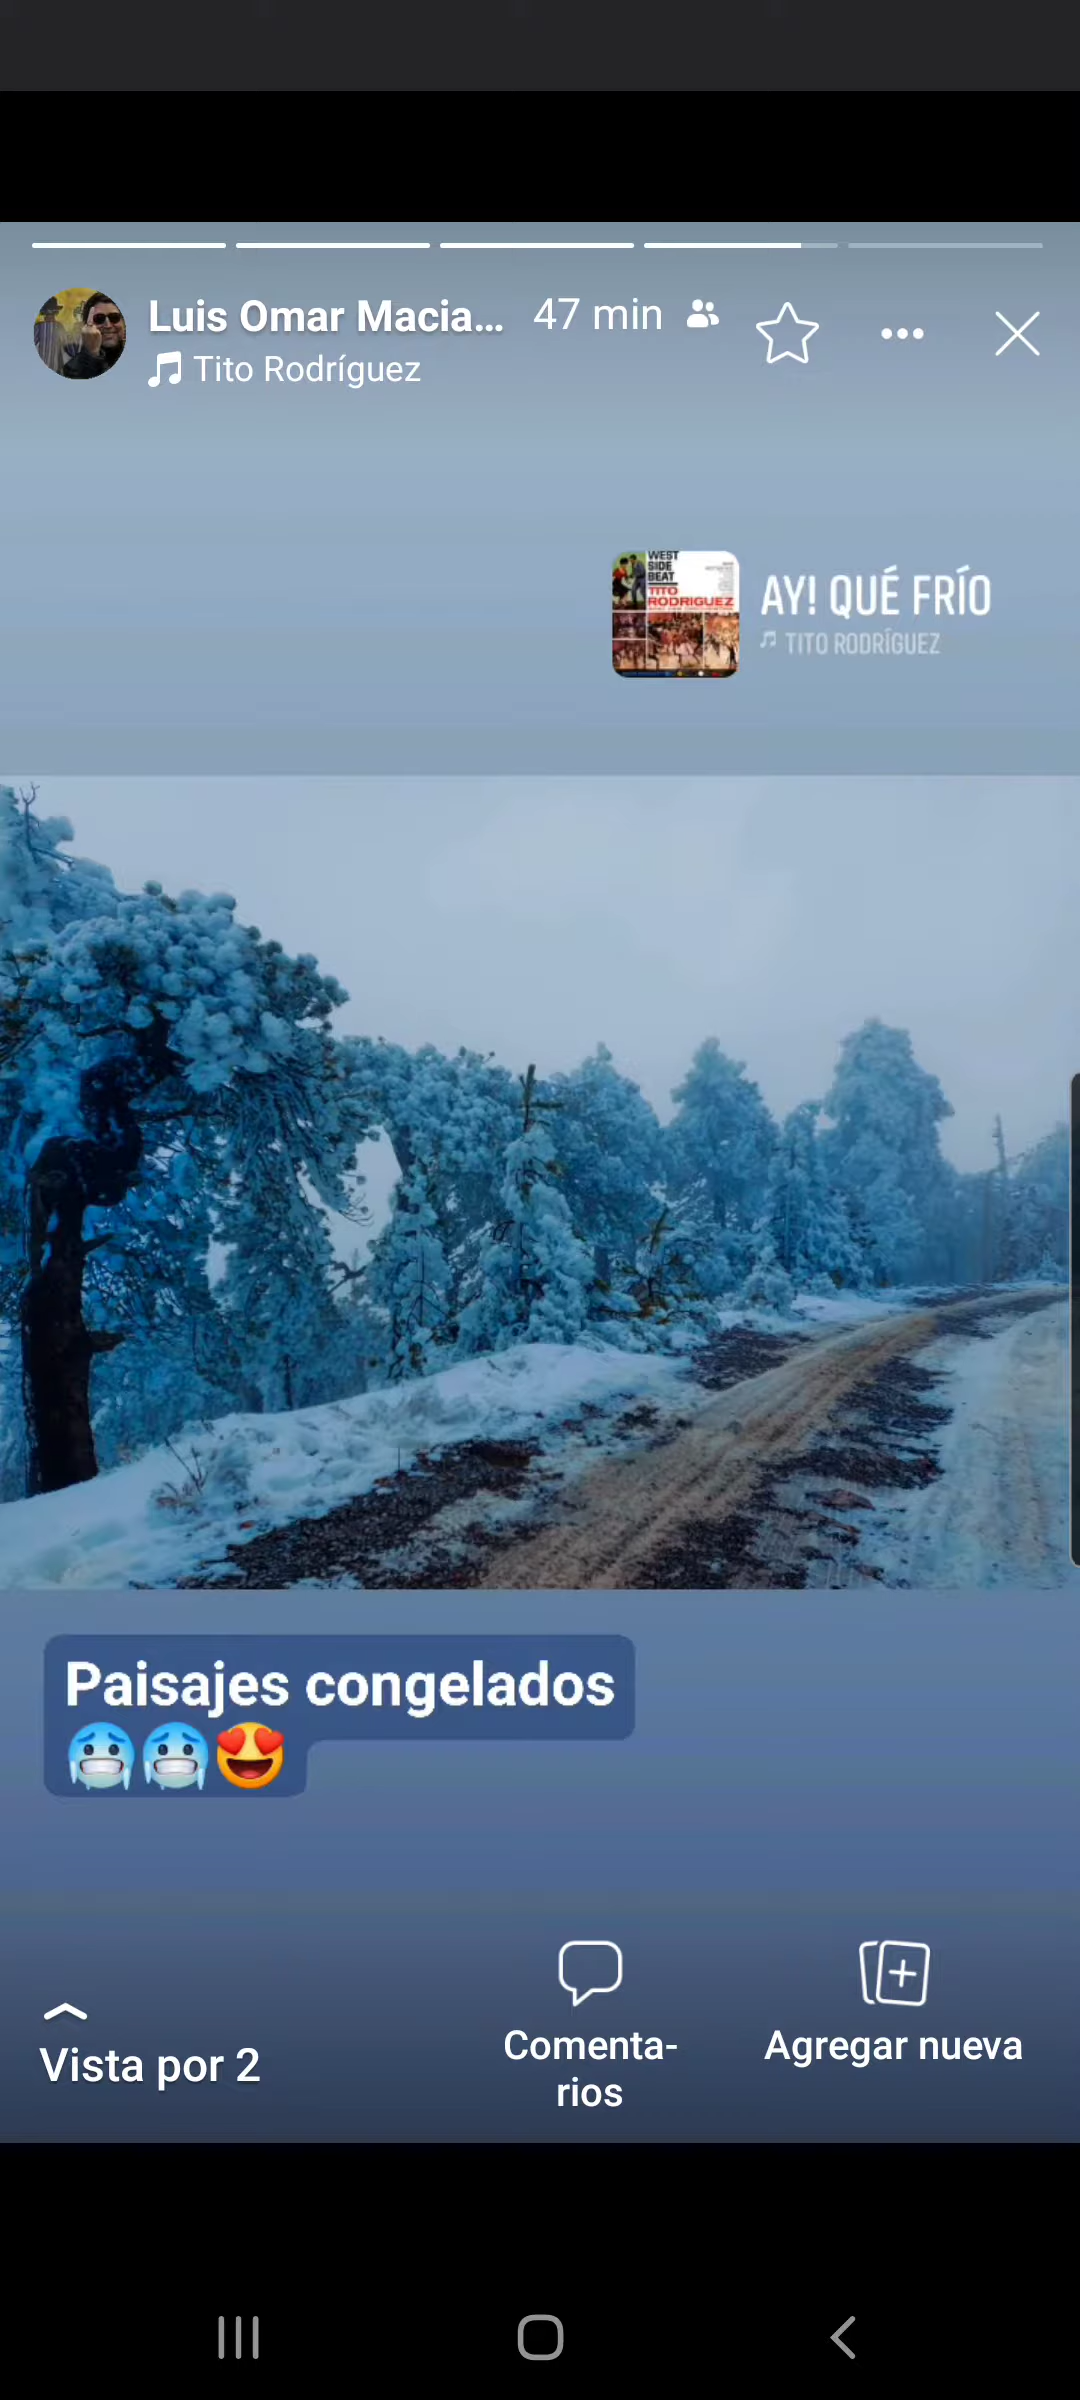 Luis Omar Macia... 47 min
Tito Rodríguez
WEST
SIDE
BEAT
TITO
RODRIGUEZ
AY! QUÉ FRÍO
TITO RODRÍGUEZ
Paisajes congelados
🥶🥶😍
Vista por 2
Comenta-
rios
Agregar nueva